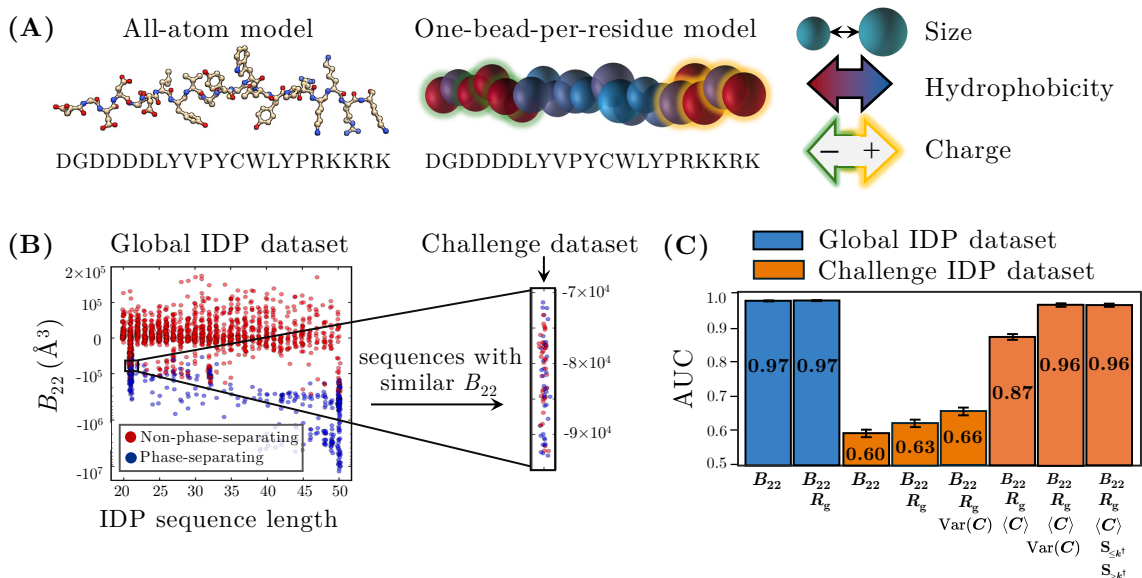 (A)
All-atom model
One-bead-per-residue model
Size
Hydrophobicity
− +
Charge
DGDDDDLYVPYCWLYPRKKRK
DGDDDDLYVPYCWLYPRKKRK
(B)
Global IDP dataset
Challenge dataset
B₂₂ (Å³)
2×10⁵
10⁵
0
-10⁵
-10⁶
-10⁷
Non-phase-separating
Phase-separating
20 25 30 35 40 45 50
IDP sequence length
sequences with
similar B₂₂
-7×10⁴
-8×10⁴
-9×10⁴
(C)
Global IDP dataset
Challenge IDP dataset
AUC
1.0
0.9
0.8
0.7
0.6
0.5
0.97 0.97 0.60 0.63 0.66 0.87 0.96 0.96
B₂₂ B₂₂ B₂₂ B₂₂ B₂₂ B₂₂ B₂₂ B₂₂
R_g R_g R_g R_g R_g R_g
Var(C) ⟨C⟩ ⟨C⟩ ⟨C⟩
Var(C) S_≤k†
S_>k†